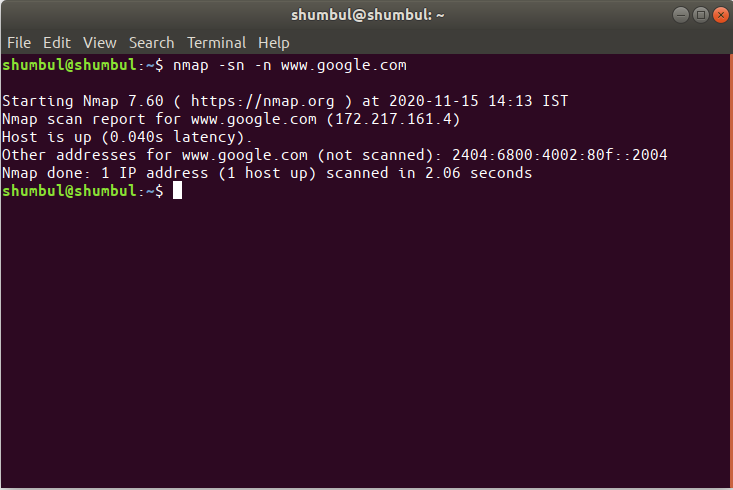 shumbul@shumbul: ~
File Edit View Search Terminal Help
shumbul@shumbul:~$ nmap -sn -n www.google.com
Starting Nmap 7.60 ( https://nmap.org ) at 2020-11-15 14:13 IST
Nmap scan report for www.google.com (172.217.161.4)
Host is up (0.040s latency).
Other addresses for www.google.com (not scanned): 2404:6800:4002:80f::2004
Nmap done: 1 IP address (1 host up) scanned in 2.06 seconds
shumbul@shumbul:~$